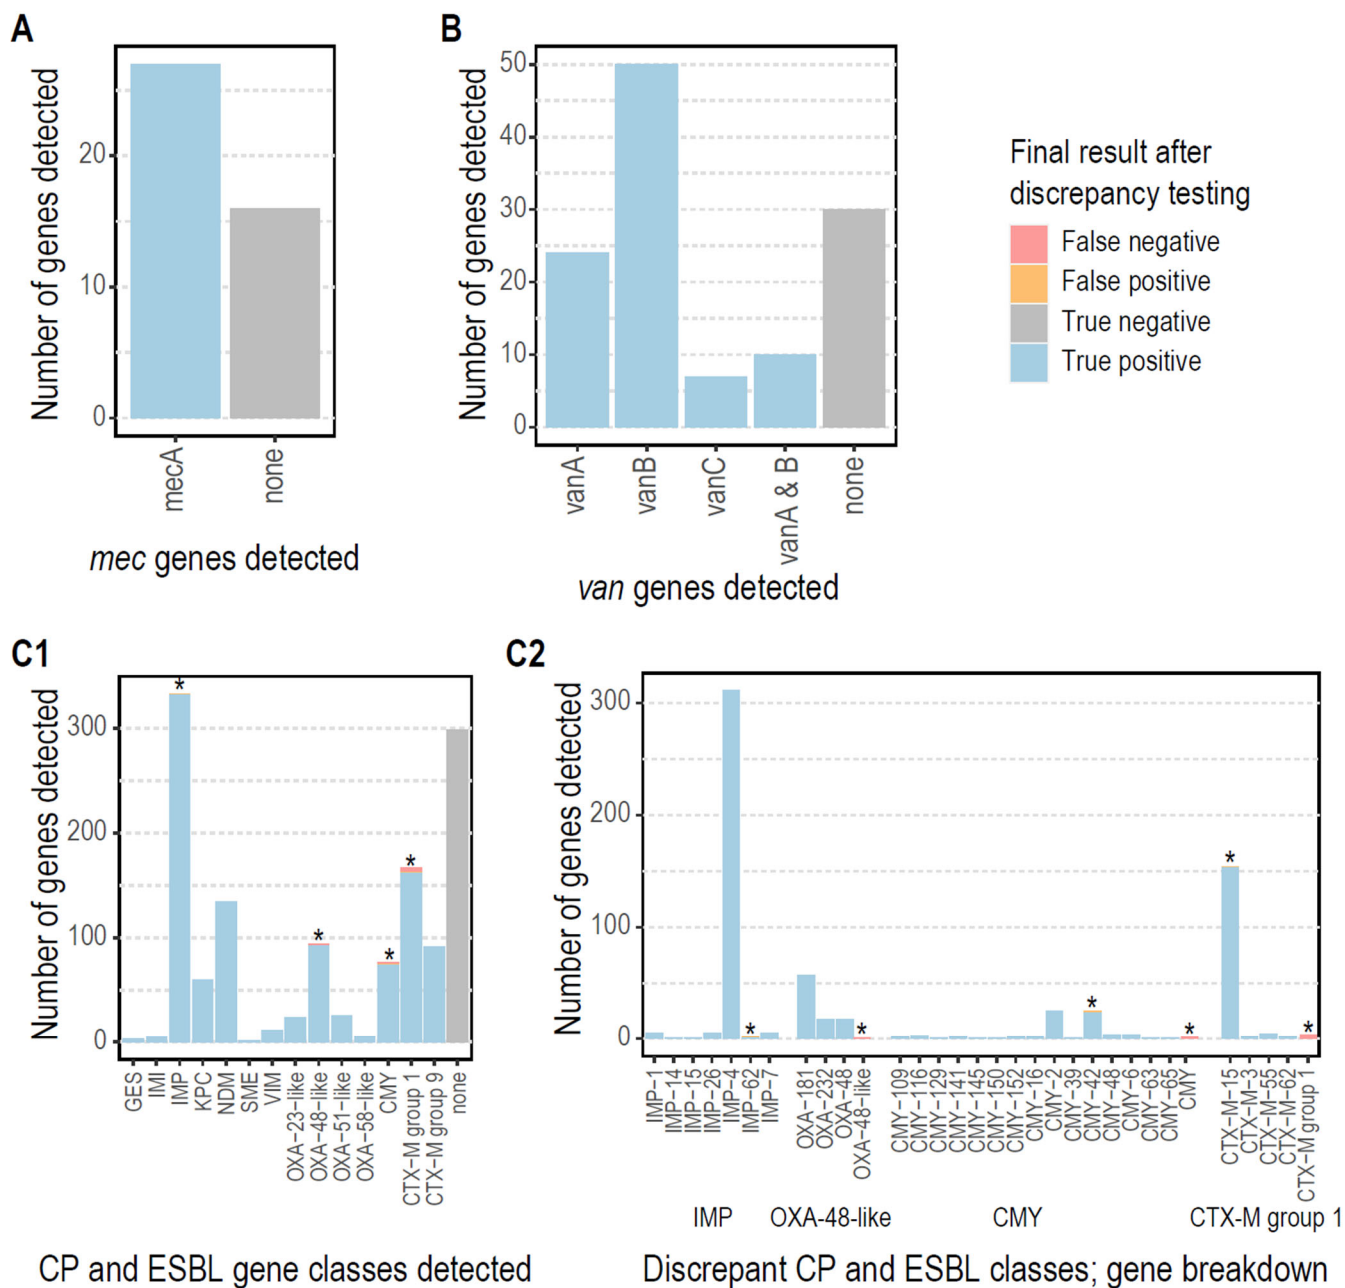 A
Number of genes detected
20
10
0
mecA
none
mec genes detected
B
Number of genes detected
50
40
30
20
10
0
vanA
vanB
vanC
vanA & B
none
van genes detected
Final result after
discrepancy testing
False negative
False positive
True negative
True positive
C1
Number of genes detected
300
200
100
0
*
*
*
*
GES
IMI
IMP
KPC
NDM
SME
VIM
OXA-23-like
OXA-48-like
OXA-51-like
OXA-58-like
CMY
CTX-M group 1
CTX-M group 9
none
CP and ESBL gene classes detected
C2
Number of genes detected
300
200
100
0
*
*
*
*
*
*
IMP-1
IMP-14
IMP-15
IMP-26
IMP-4
IMP-62
IMP-7
OXA-181
OXA-232
OXA-48
OXA-48-like
CMY-109
CMY-116
CMY-129
CMY-141
CMY-145
CMY-150
CMY-152
CMY-16
CMY-2
CMY-39
CMY-42
CMY-48
CMY-6
CMY-63
CMY-65
CMY
CTX-M-15
CTX-M-3
CTX-M-55
CTX-M-62
CTX-M group 1
IMP
OXA-48-like
CMY
CTX-M group 1
Discrepant CP and ESBL classes; gene breakdown